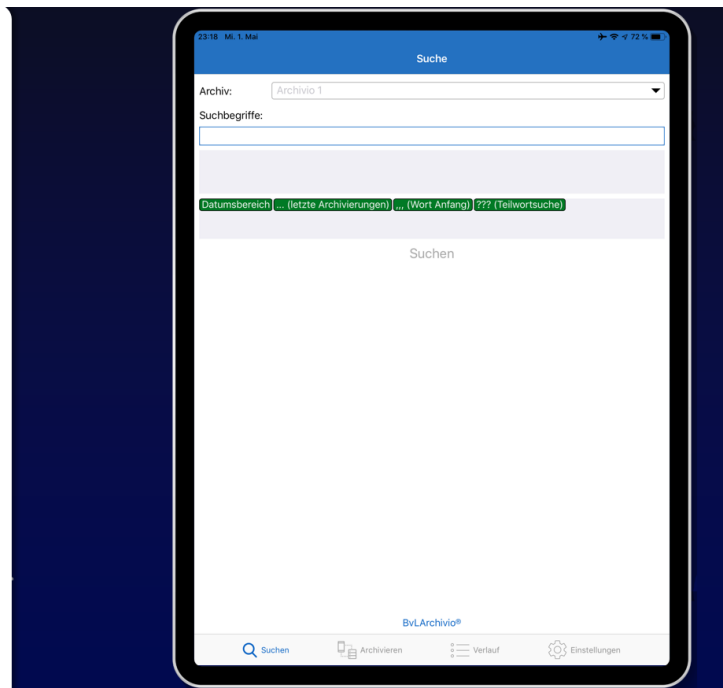 23:18 Mi. 1. Mai 72 %
Suche
Archiv: Archivio 1
Suchbegriffe:
Datumsbereich ... (letzte Archivierungen) ,,, (Wort Anfang) ??? (Teilwortsuche)
Suchen
BvLArchivio®
Suchen Archivieren Verlauf Einstellungen